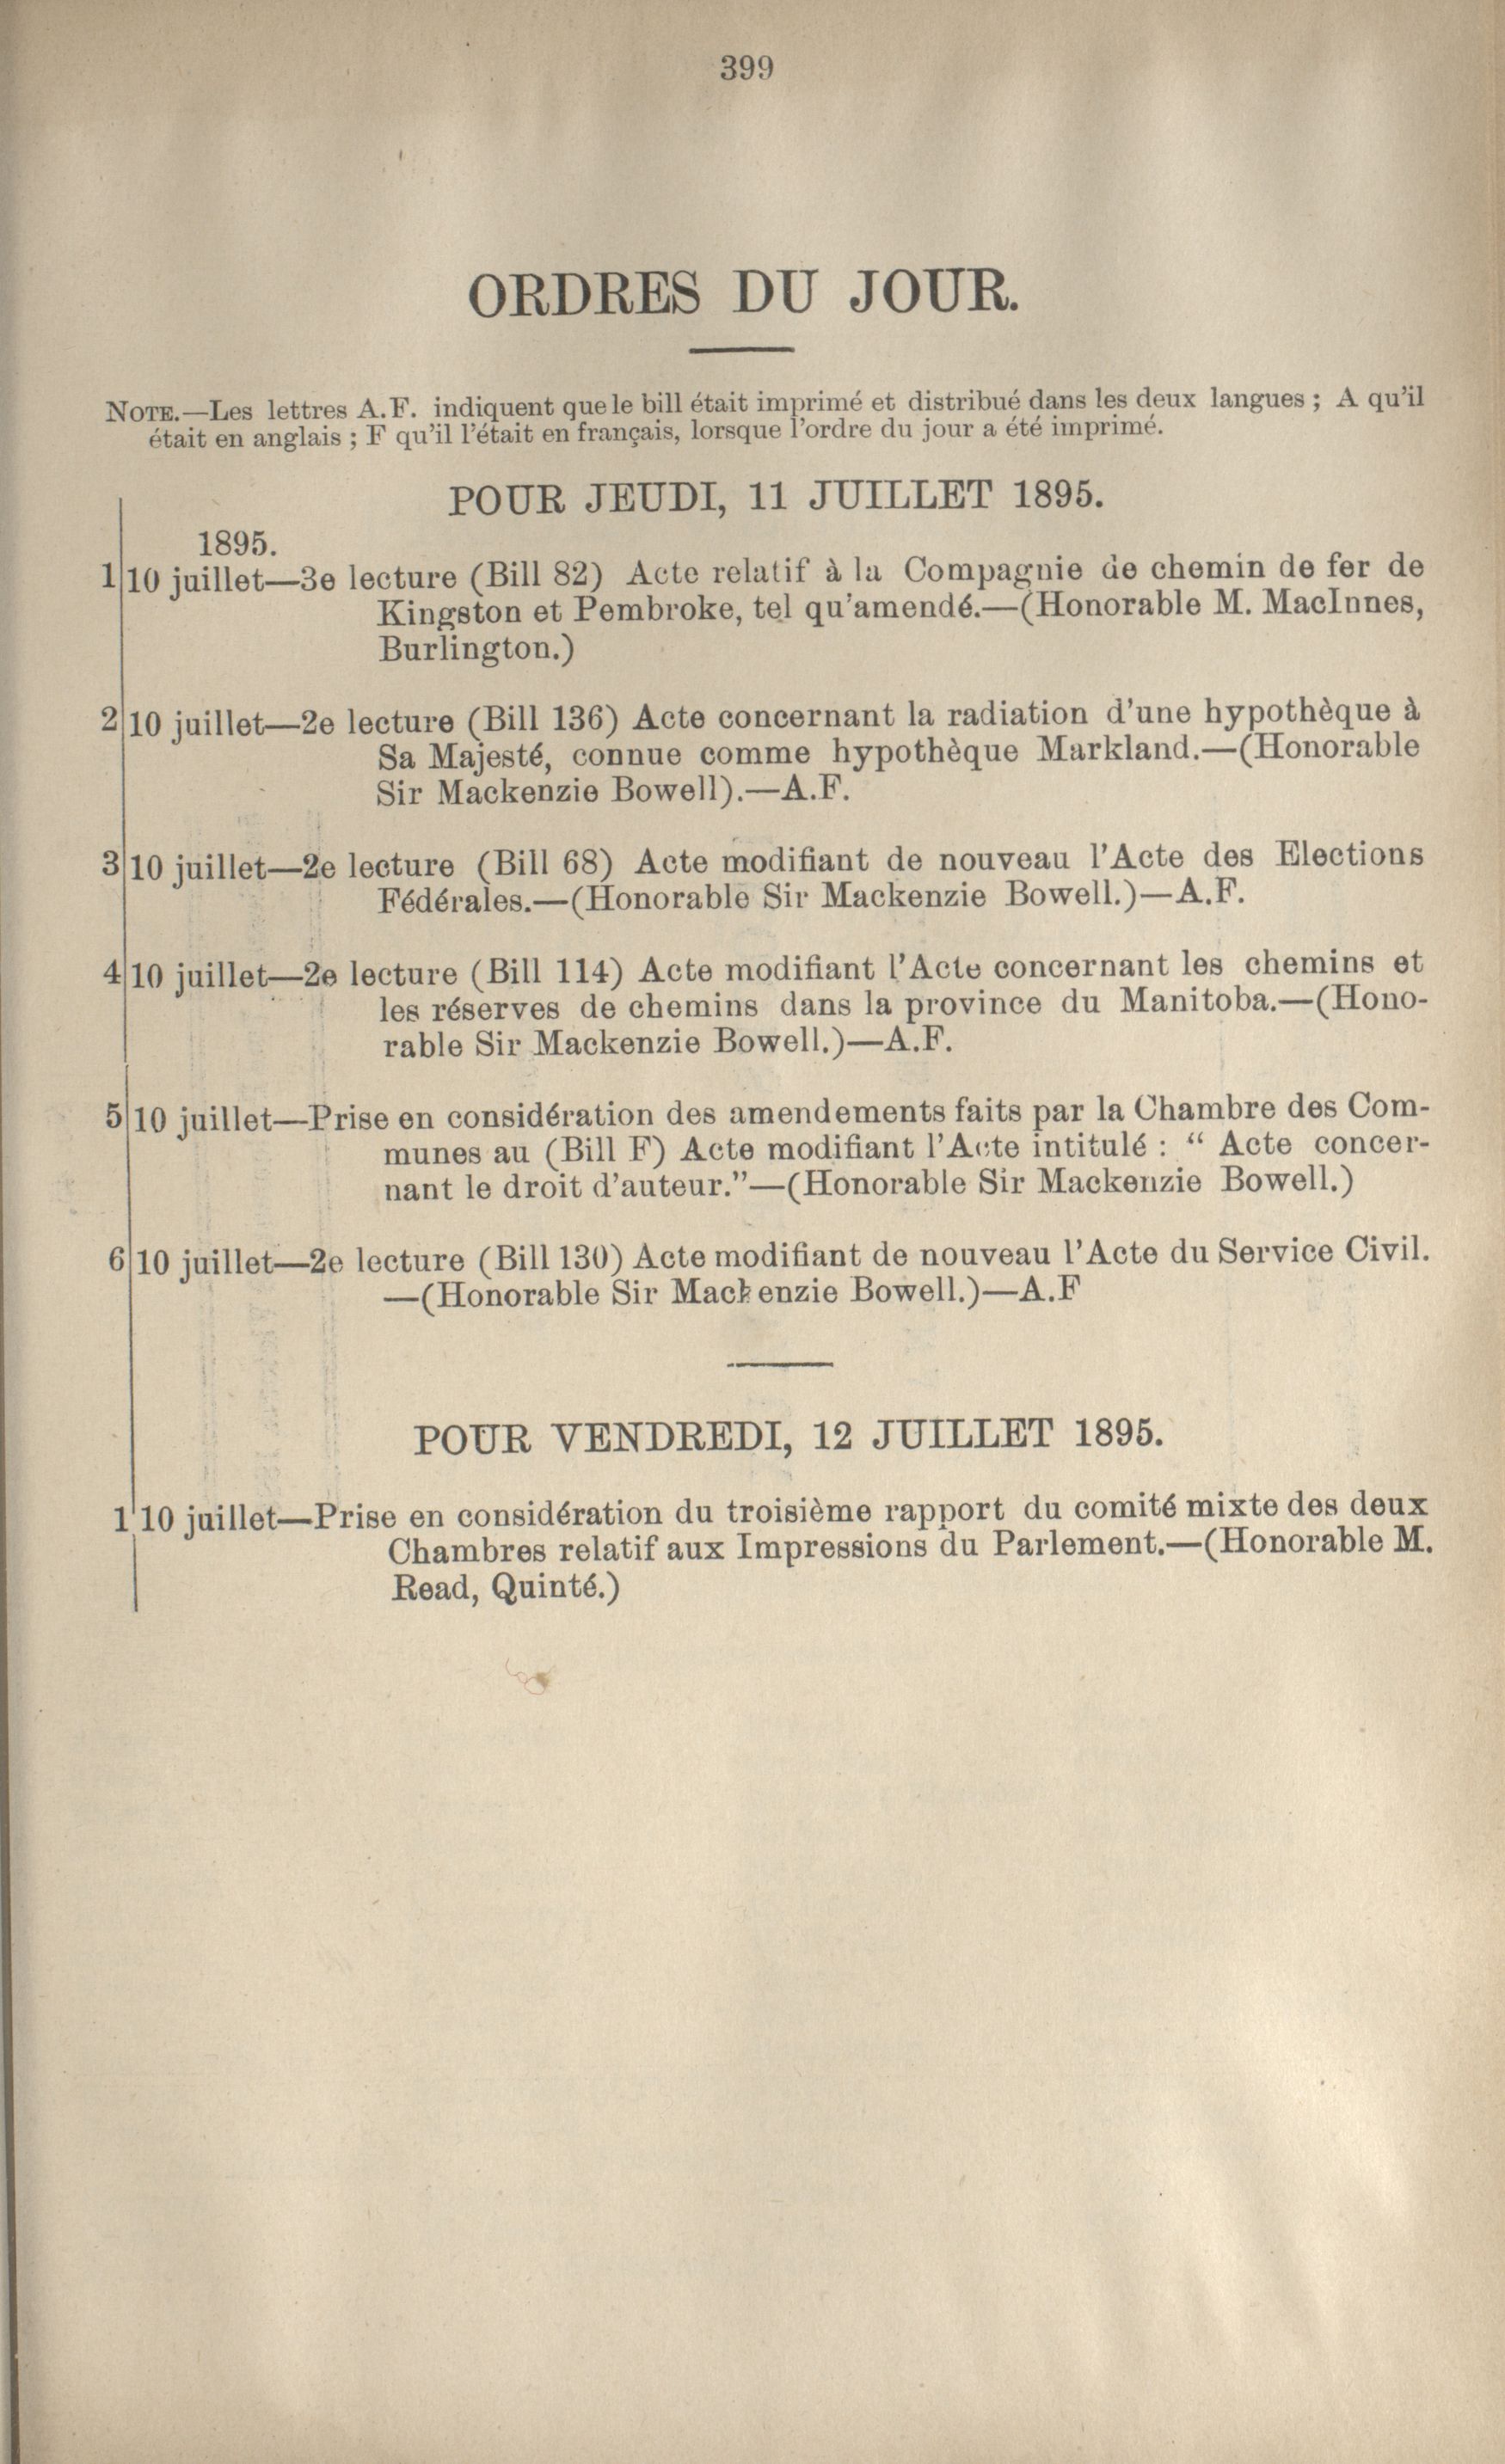 399
ORDRES DU JOUR.
NOTE.—Les lettres A.F. indiquent que le bill était imprimé et distribué dans les deux langues ; A qu’il
était en anglais ; F qu’il l’était en français, lorsque l’ordre du jour a été imprimé.
POUR JEUDI, 11 JUILLET 1895.
1895.
1 10 juillet—3e lecture (Bill 82) Acte relatif à la Compagnie de chemin de fer de
Kingston et Pembroke, tel qu’amendé.—(Honorable M. MacInnes,
Burlington.)
2 10 juillet—2e lecture (Bill 136) Acte concernant la radiation d’une hypothèque à
Sa Majesté, connue comme hypothèque Markland.—(Honorable
Sir Mackenzie Bowell).—A.F.
3 10 juillet—2e lecture (Bill 68) Acte modifiant de nouveau l’Acte des Elections
Fédérales.—(Honorable Sir Mackenzie Bowell.)—A.F.
4 10 juillet—2e lecture (Bill 114) Acte modifiant l’Acte concernant les chemins et
les réserves de chemins dans la province du Manitoba.—(Hono-
rable Sir Mackenzie Bowell.)—A.F.
5 10 juillet—Prise en considération des amendements faits par la Chambre des Com-
munes au (Bill F) Acte modifiant l’Acte intitulé : “ Acte concer-
nant le droit d’auteur.”—(Honorable Sir Mackenzie Bowell.)
6 10 juillet—2e lecture (Bill 130) Acte modifiant de nouveau l’Acte du Service Civil.
—(Honorable Sir Mackenzie Bowell.)—A.F
POUR VENDREDI, 12 JUILLET 1895.
1 10 juillet—Prise en considération du troisième rapport du comité mixte des deux
Chambres relatif aux Impressions du Parlement.—(Honorable M.
Read, Quinté.)